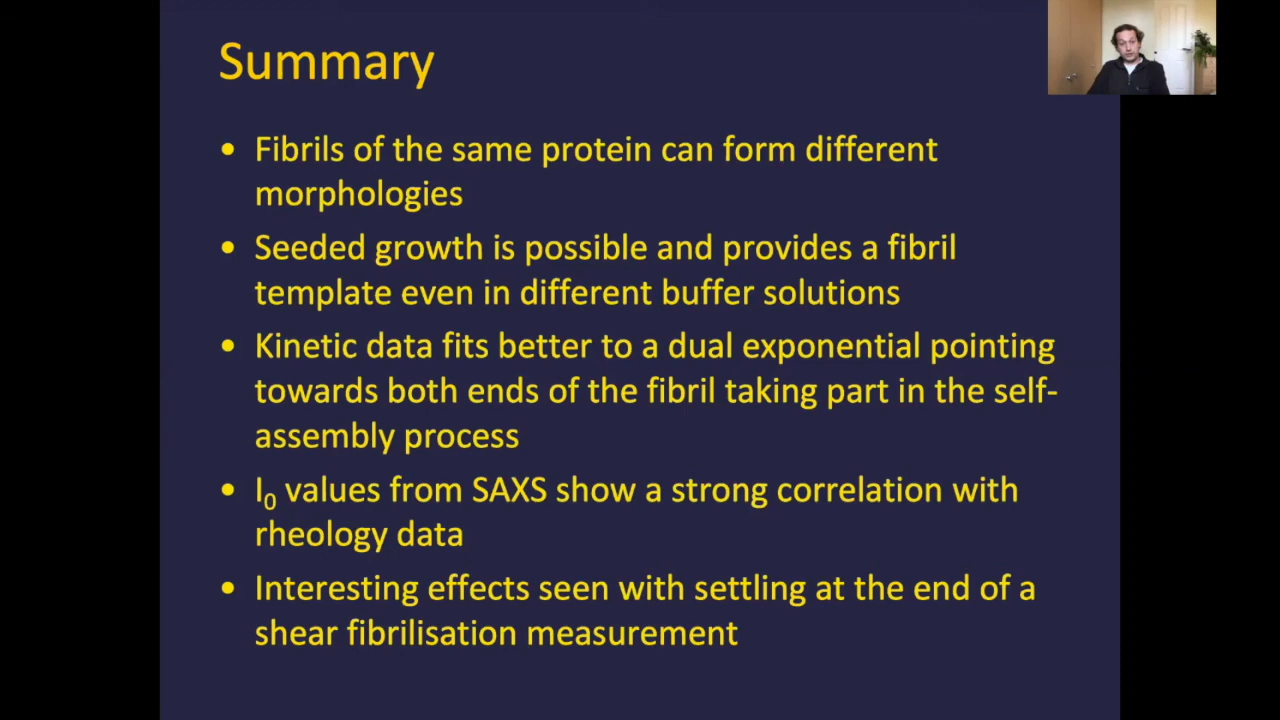 Summary
• Fibrils of the same protein can form different
morphologies
• Seeded growth is possible and provides a fibril
template even in different buffer solutions
• Kinetic data fits better to a dual exponential pointing
towards both ends of the fibril taking part in the self-
assembly process
• I₀ values from SAXS show a strong correlation with
rheology data
• Interesting effects seen with settling at the end of a
shear fibrilisation measurement